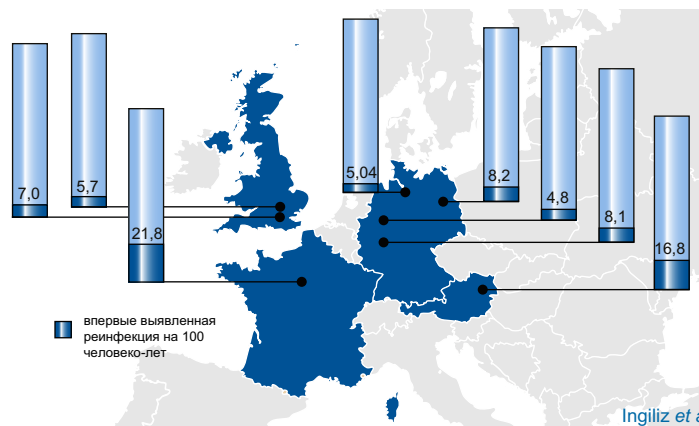 7,0
5,7
21,8
5,04
8,2
4,8
8,1
16,8
впервые выявленная
реинфекция на 100
человеко-лет
Ingiliz et